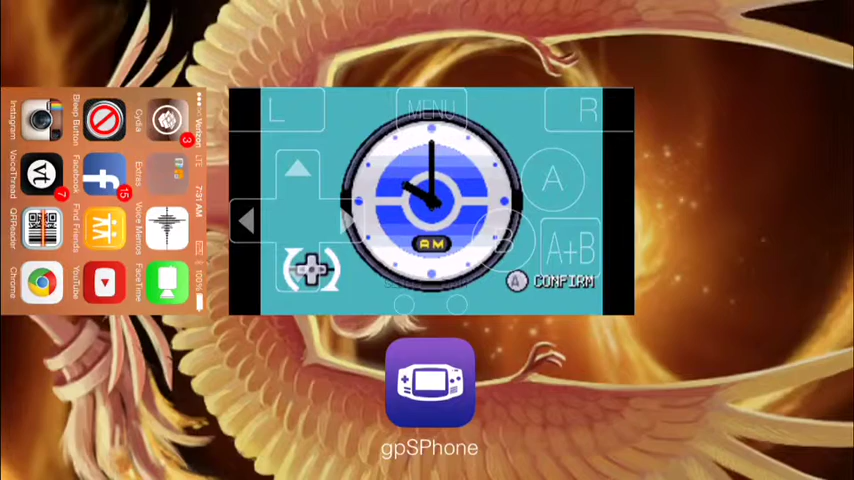 Verizon LTE 7:31 AM 100%
Cydia
3
Extras
Voice Memos
FaceTime
Bleep Button
Facebook
15
Find Friends
YouTube
Instagram
VoiceThread
7
QRReader
Chrome
L
MENU
R
A
B
A+B
AM
A CONFIRM
gpSPhone